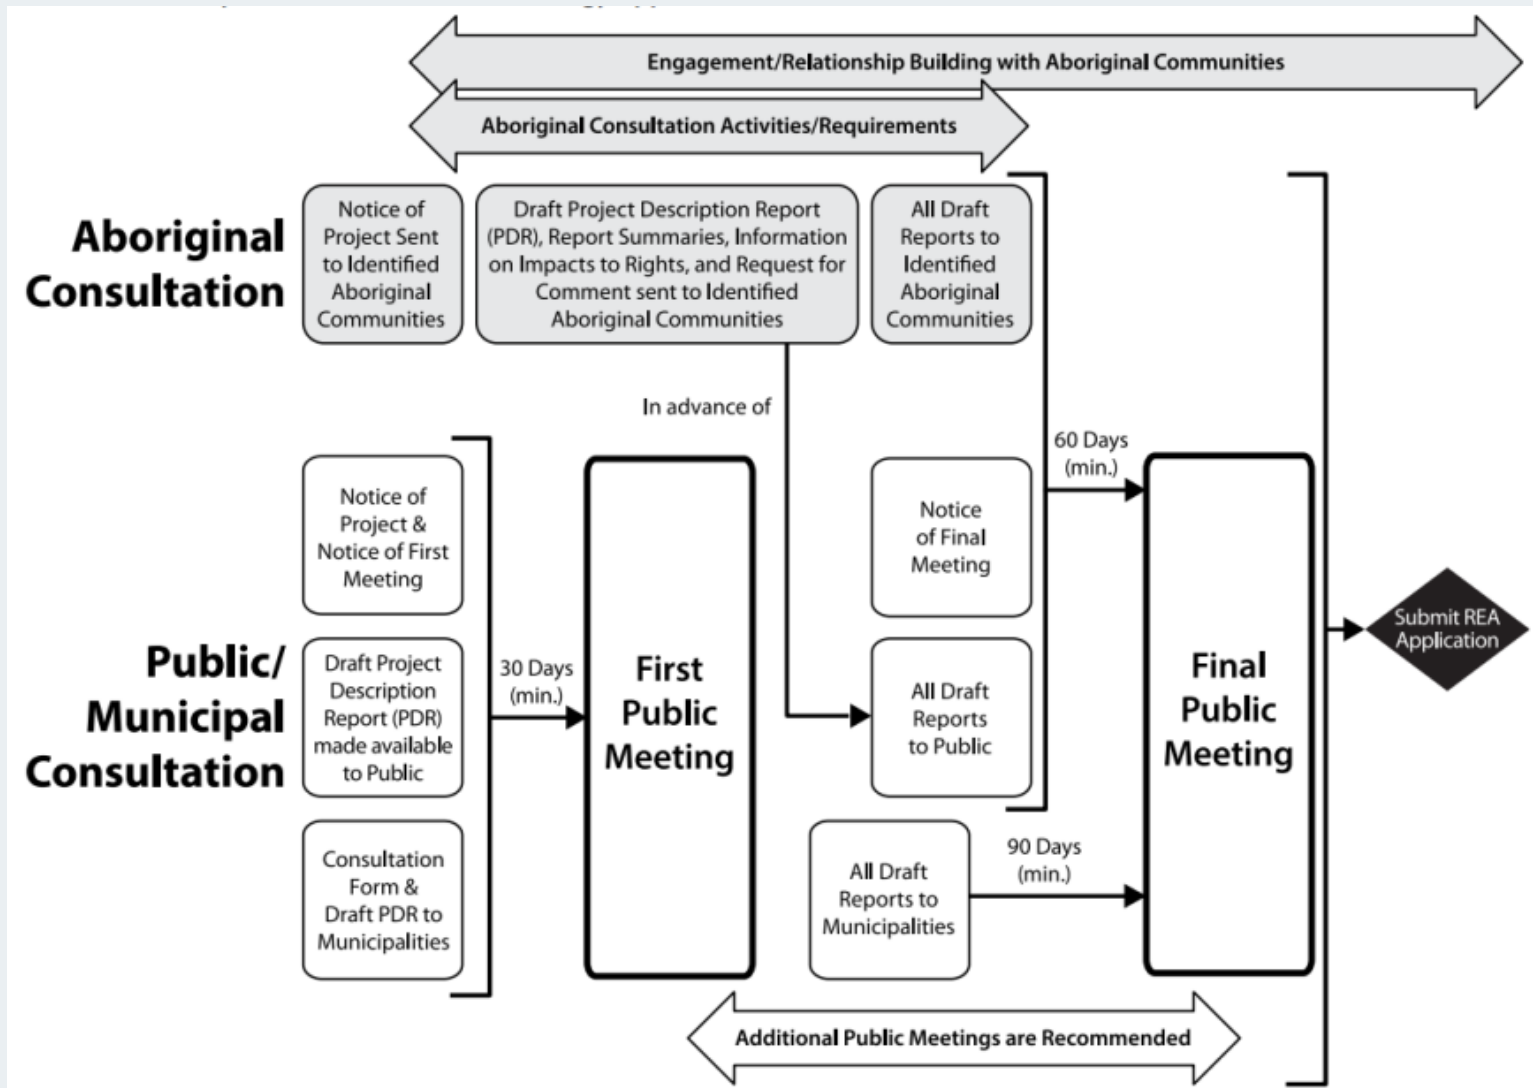 Engagement/Relationship Building with Aboriginal Communities
Aboriginal Consultation Activities/Requirements
Aboriginal
Consultation
Notice of
Project Sent
to Identified
Aboriginal
Communities
Draft Project Description Report
(PDR), Report Summaries, Information
on Impacts to Rights, and Request for
Comment sent to Identified
Aboriginal Communities
All Draft
Reports to
Identified
Aboriginal
Communities
In advance of
60 Days
(min.)
Public/
Municipal
Consultation
Notice of
Project &
Notice of First
Meeting
Draft Project
Description
Report (PDR)
made available
to Public
Consultation
Form &
Draft PDR to
Municipalities
30 Days
(min.)
First
Public
Meeting
Notice
of Final
Meeting
All Draft
Reports
to Public
All Draft
Reports to
Municipalities
90 Days
(min.)
Final
Public
Meeting
Submit REA
Application
Additional Public Meetings are Recommended